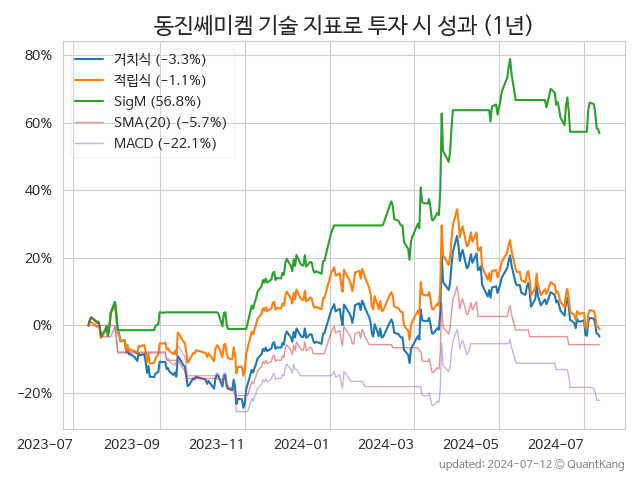 동진쎄미켐 기술 지표로 투자 시 성과 (1년)
80%
60%
40%
20%
0%
−20%
거치식 (−3.3%)
적립식 (−1.1%)
SigM (56.8%)
SMA(20) (−5.7%)
MACD (−22.1%)
2023-07 2023-09 2023-11 2024-01 2024-03 2024-05 2024-07
updated: 2024-07-12 © QuantKang